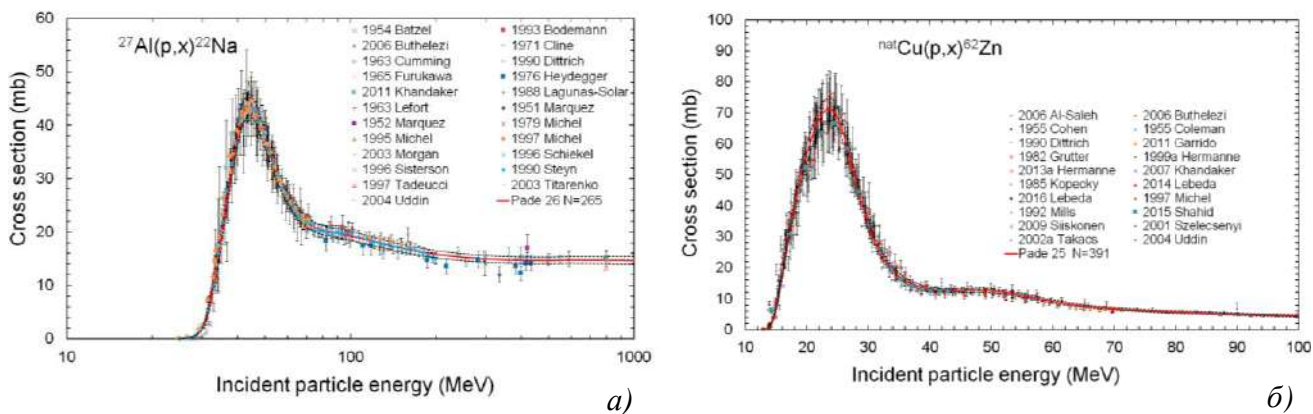 60
50
40
30
20
10
0
Cross section (mb)
27Al(p,x)22Na
1954 Batzel
2006 Buthelezi
1963 Cumming
1965 Furukawa
2011 Khandaker
1963 Lefort
1952 Marquez
1995 Michel
2003 Morgan
1996 Sisterson
1997 Tadeucci
2004 Uddin
1993 Bodemann
1971 Cline
1990 Dittrich
1976 Heydegger
1988 Lagunas-Solar
1951 Marquez
1979 Michel
1997 Michel
1996 Schiekel
1990 Steyn
2003 Titarenko
Pade 26 N=265
10 100 1000
Incident particle energy (MeV)
а)
100
90
80
70
60
50
40
30
20
10
0
Cross section (mb)
natCu(p,x)62Zn
2006 Al-Saleh
1955 Cohen
1990 Dittrich
1982 Grutter
2013a Hermanne
1985 Kopecky
2016 Lebeda
1992 Mills
2009 Siiskonen
2002a Takacs
Pade 25 N=391
2006 Buthelezi
1955 Coleman
2011 Garrido
1999a Hermanne
2007 Khandaker
2014 Lebeda
1997 Michel
2015 Shahid
2001 Szelecsenyi
2004 Uddin
10 20 30 40 50 60 70 80 90 100
Incident particle energy (MeV)
б)